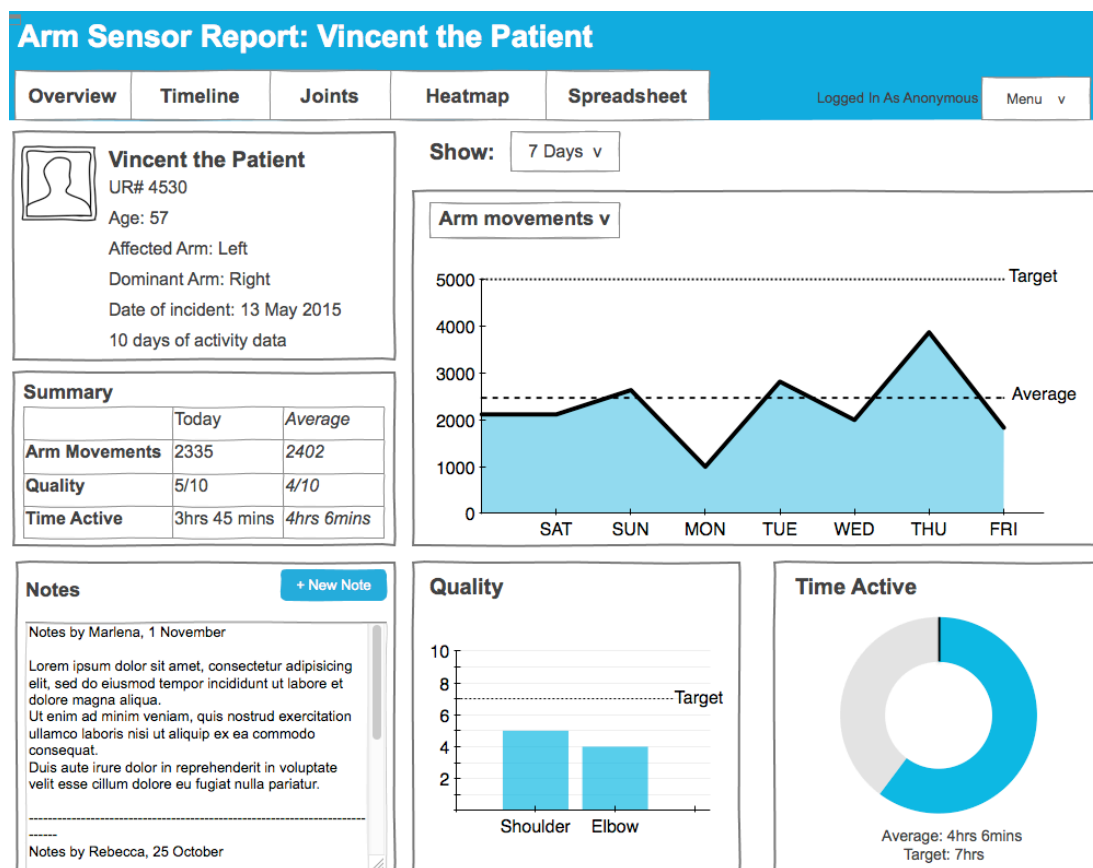 Arm Sensor Report: Vincent the Patient
Overview Timeline Joints Heatmap Spreadsheet
Logged In As Anonymous
Menu v
Vincent the Patient
UR# 4530
Age: 57
Affected Arm: Left
Dominant Arm: Right
Date of incident: 13 May 2015
10 days of activity data
Show: 7 Days v
Arm movements v
5000 Target
4000
3000
Average
2000
1000
0
SAT SUN MON TUE WED THU FRI
Summary
Today Average
Arm Movements 2335 2402
Quality 5/10 4/10
Time Active 3hrs 45 mins 4hrs 6mins
Notes
+ New Note
Notes by Marlena, 1 November
Lorem ipsum dolor sit amet, consectetur adipisicing
elit, sed do eiusmod tempor incididunt ut labore et
dolore magna aliqua.
Ut enim ad minim veniam, quis nostrud exercitation
ullamco laboris nisi ut aliquip ex ea commodo
consequat.
Duis aute irure dolor in reprehenderit in voluptate
velit esse cillum dolore eu fugiat nulla pariatur.
-----------------------------------------------------------------------
------
Notes by Rebecca, 25 October
Quality
10
8
Target
6
4
2
Shoulder Elbow
Time Active
Average: 4hrs 6mins
Target: 7hrs